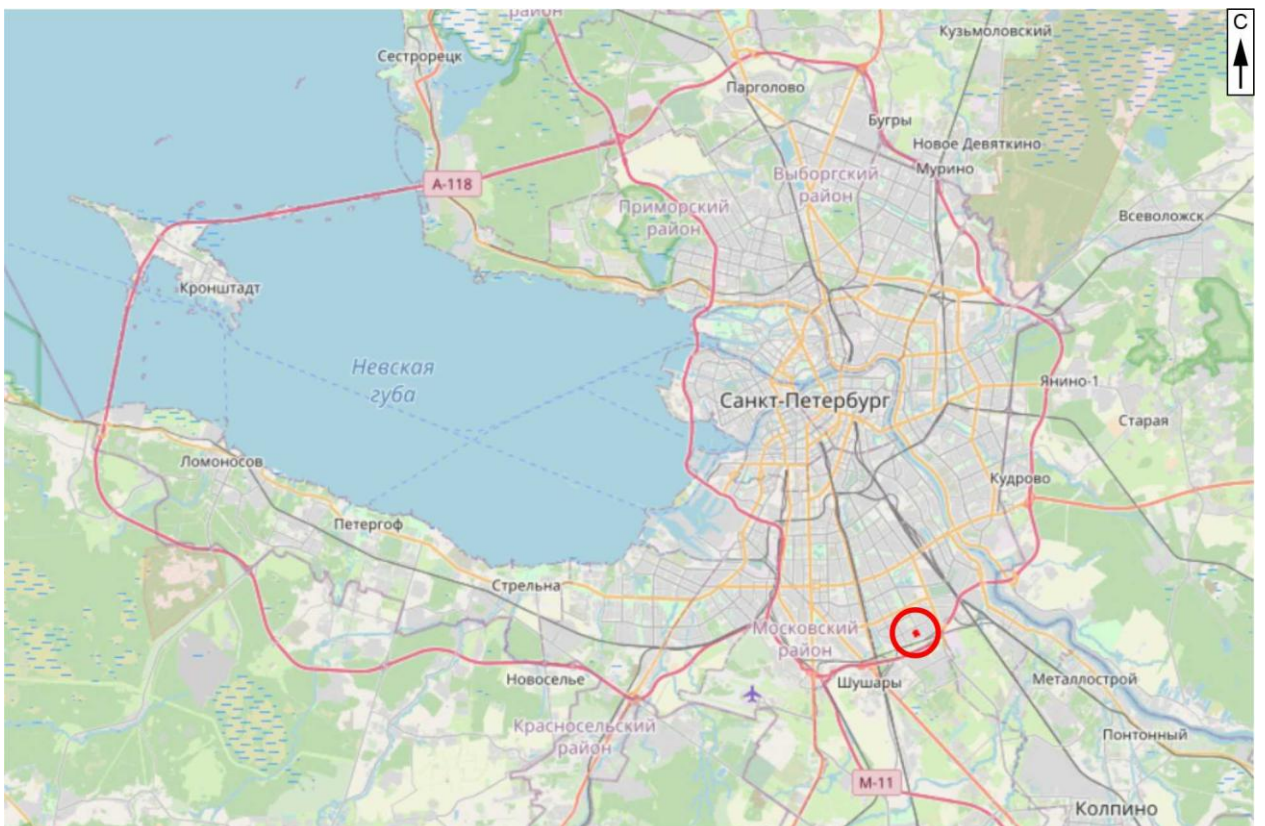 район
Кузьмоловский
С
Сестрорецк
Парголово
Бугры
Новое Девяткино
Мурино
Выборгский
район
А-118
Приморский
район
Всеволожск
Кронштадт
Невская
губа
Янино-1
Санкт-Петербург
Старая
Ломоносов
Кудрово
Петергоф
Стрельна
Московский
район
Новоселье
Шушары
Металлострой
Красносельский
район
Понтонный
М-11
Колпино